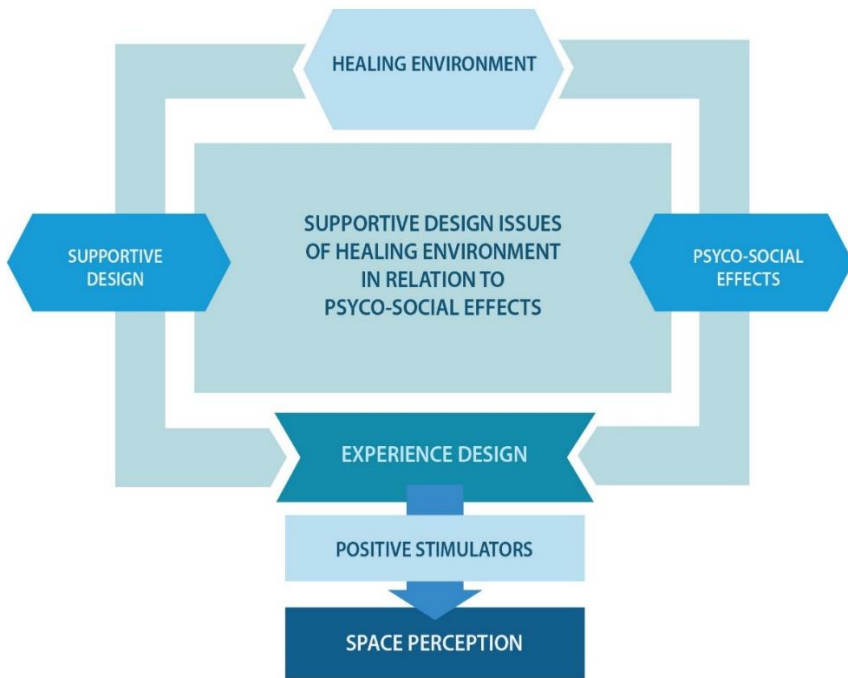 HEALING ENVIRONMENT
SUPPORTIVE DESIGN ISSUES
OF HEALING ENVIRONMENT
IN RELATION TO
PSYCO-SOCIAL EFFECTS
SUPPORTIVE
DESIGN
PSYCO-SOCIAL
EFFECTS
EXPERIENCE DESIGN
POSITIVE STIMULATORS
SPACE PERCEPTION